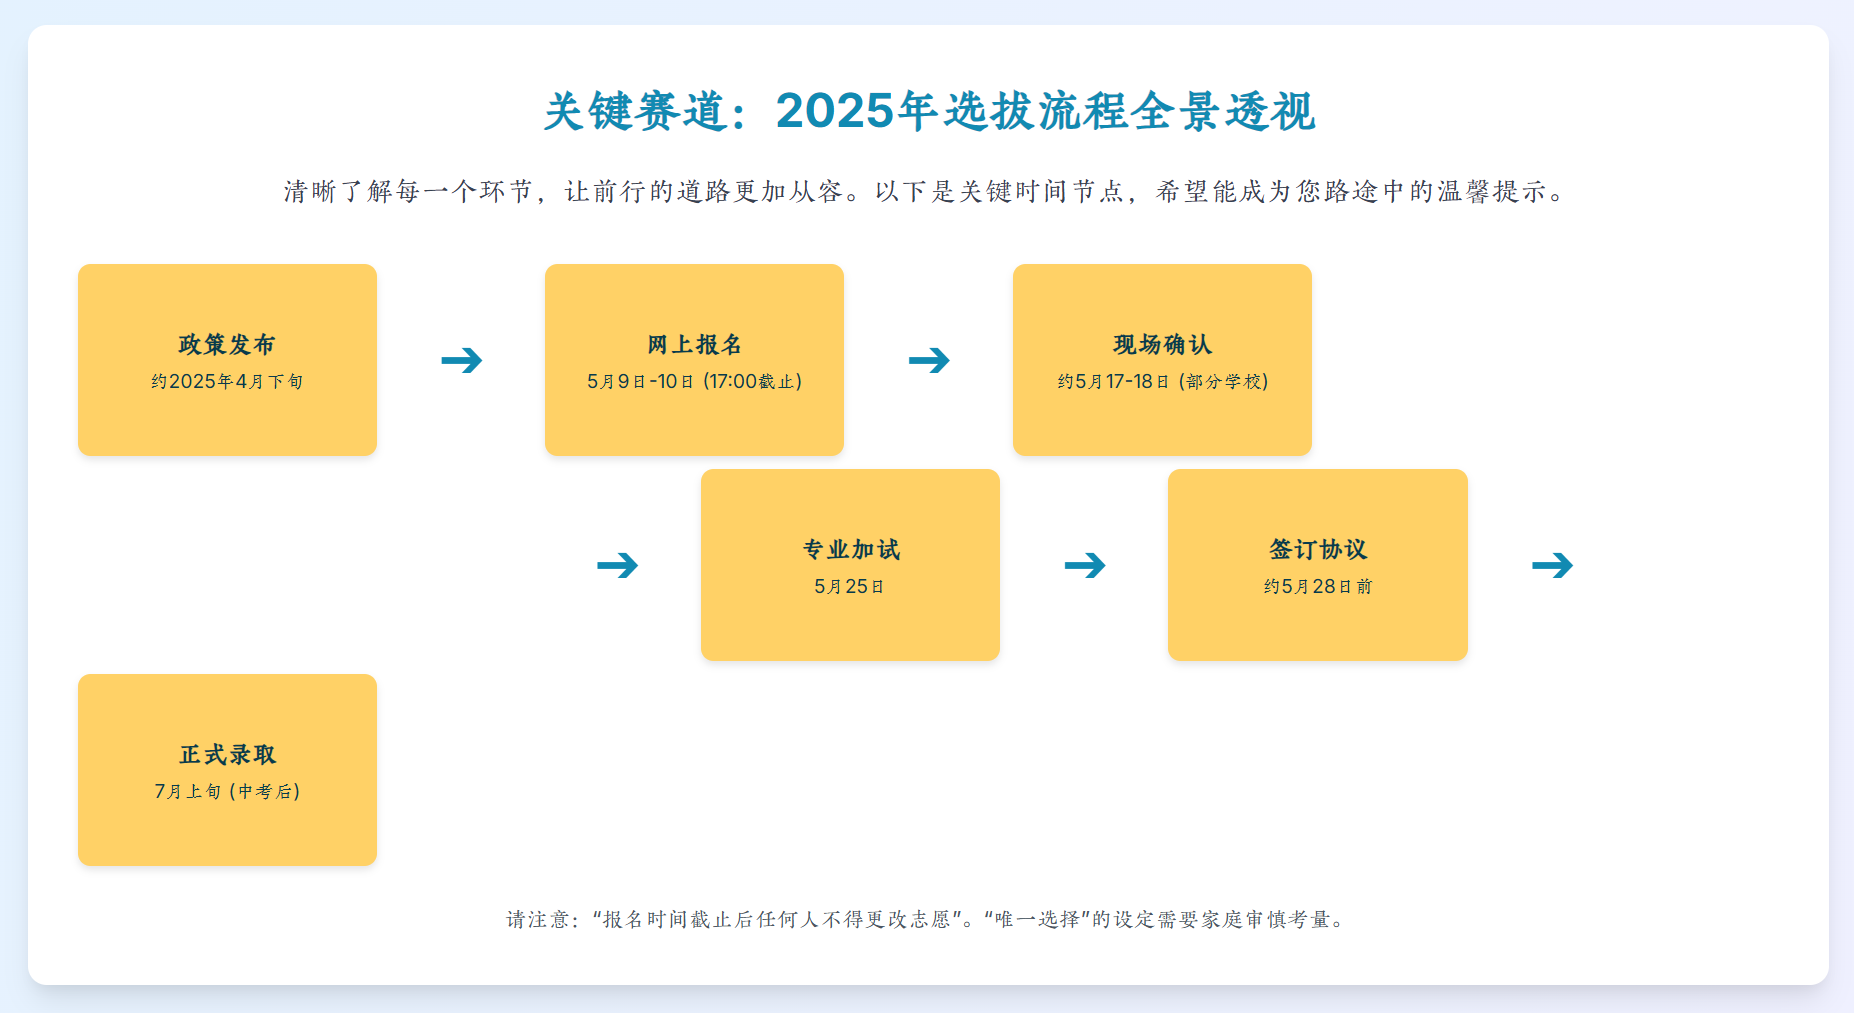 关键赛道：2025年选拔流程全景透视
清晰了解每一个环节，让前行的道路更加从容。以下是关键时间节点，希望能成为您路途中的温馨提示。
政策发布
约2025年4月下旬
➔
网上报名
5月9日-10日 (17:00截止)
➔
现场确认
约5月17-18日 (部分学校)
➔
专业加试
5月25日
➔
签订协议
约5月28日前
➔
正式录取
7月上旬 (中考后)
请注意：“报名时间截止后任何人不得更改志愿”。“唯一选择”的设定需要家庭审慎考量。